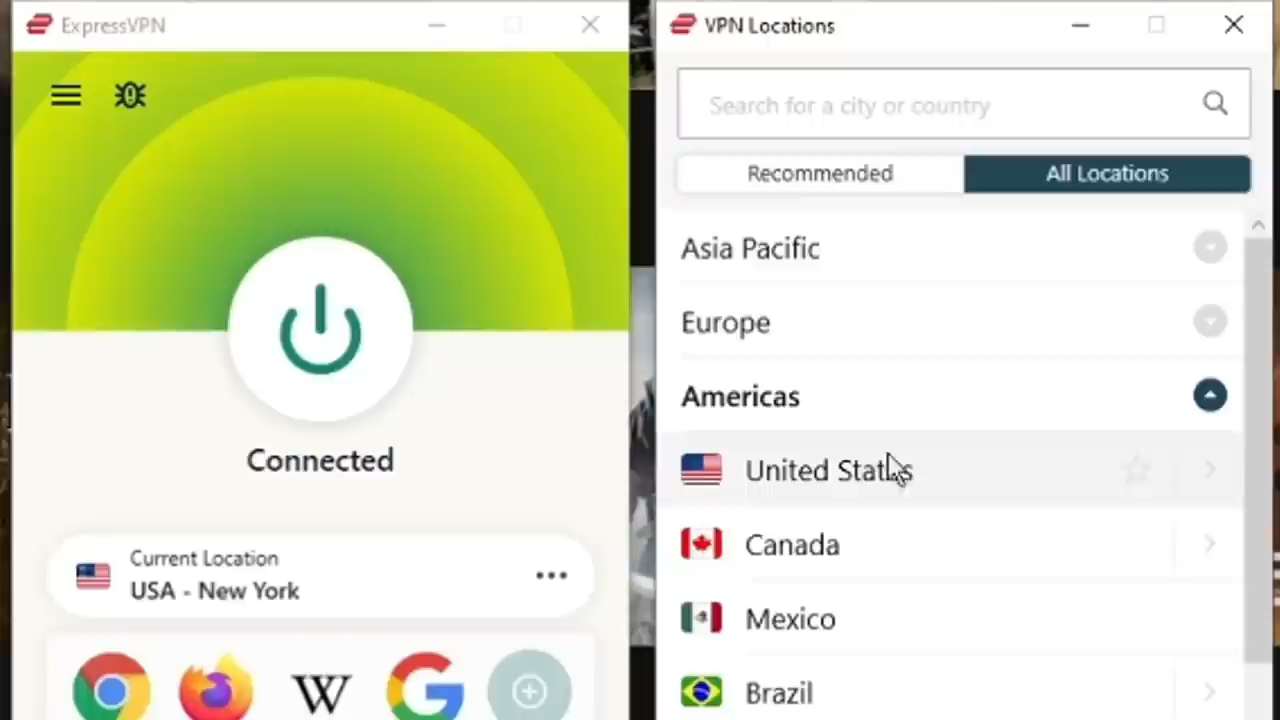 ExpressVPN
Connected
Current Location
USA - New York
W
VPN Locations
Search for a city or country
Recommended
All Locations
Asia Pacific
Europe
Americas
United States
Canada
Mexico
Brazil